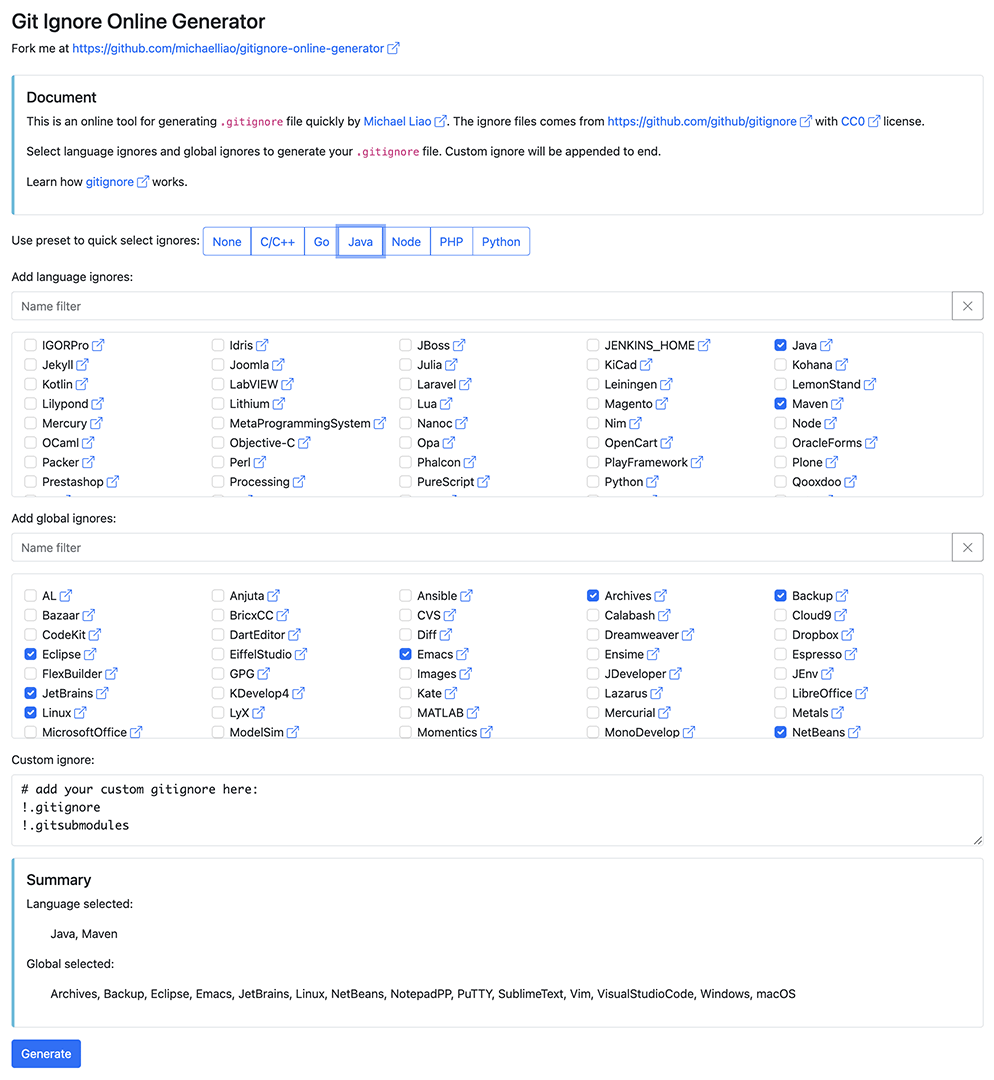 Git Ignore Online Generator
Fork me at https://github.com/michaelliao/gitignore-online-generator
Document
This is an online tool for generating .gitignore file quickly by Michael Liao. The ignore files comes from https://github.com/github/gitignore with CC0 license.
Select language ignores and global ignores to generate your .gitignore file. Custom ignore will be appended to end.
Learn how gitignore works.
Use preset to quick select ignores: None C/C++ Go Java Node PHP Python
Add language ignores:
Name filter
IGORPro Idris JBoss JENKINS_HOME Java
Jekyll Joomla Julia KiCad Kohana
Kotlin LabVIEW Laravel Leiningen LemonStand
Lilypond Lithium Lua Magento Maven
Mercury MetaProgrammingSystem Nanoc Nim Node
OCaml Objective-C Opa OpenCart OracleForms
Packer Perl Phalcon PlayFramework Plone
Prestashop Processing PureScript Python Qooxdoo
Add global ignores:
Name filter
AL Anjuta Ansible Archives Backup
Bazaar BricxCC CVS Calabash Cloud9
CodeKit DartEditor Diff Dreamweaver Dropbox
Eclipse EiffelStudio Emacs Ensime Espresso
FlexBuilder GPG Images JDeveloper JEnv
JetBrains KDevelop4 Kate Lazarus LibreOffice
Linux LyX MATLAB Mercurial Metals
MicrosoftOffice ModelSim Momentics MonoDevelop NetBeans
Custom ignore:
# add your custom gitignore here:
!.gitignore
!.gitsubmodules
Summary
Language selected:
Java, Maven
Global selected:
Archives, Backup, Eclipse, Emacs, JetBrains, Linux, NetBeans, NotepadPP, PuTTY, SublimeText, Vim, VisualStudioCode, Windows, macOS
Generate